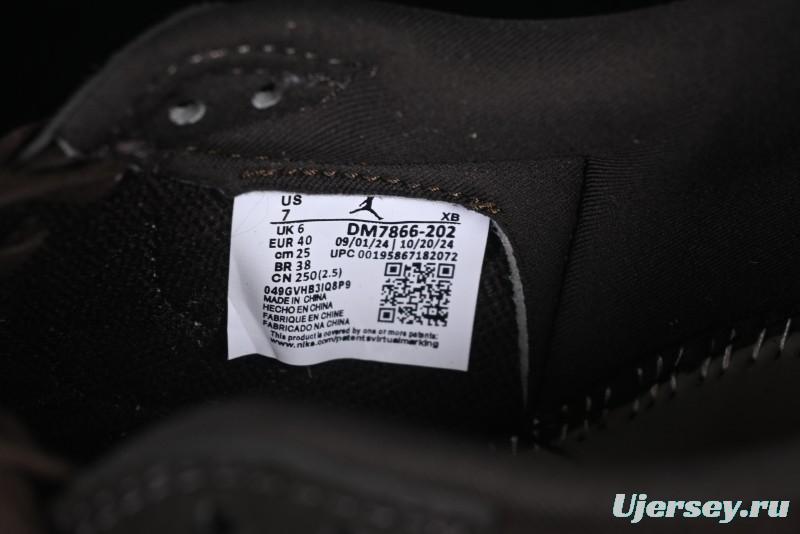 US
7 XB
UK 6 DM7866-202
EUR 40 09/01/24 | 10/20/24
cm 25 UPC 00195867182072
BR 38
CN 250(2.5)
049GVHB3IQ8P9
MADE IN CHINA
HECHO EN CHINA
FABRIQUE EN CHINE
FABRICADO NA CHINA
This product is covered by one or more patents:
www.nike.com/patentsvirtualmarking
Ujersey.ru